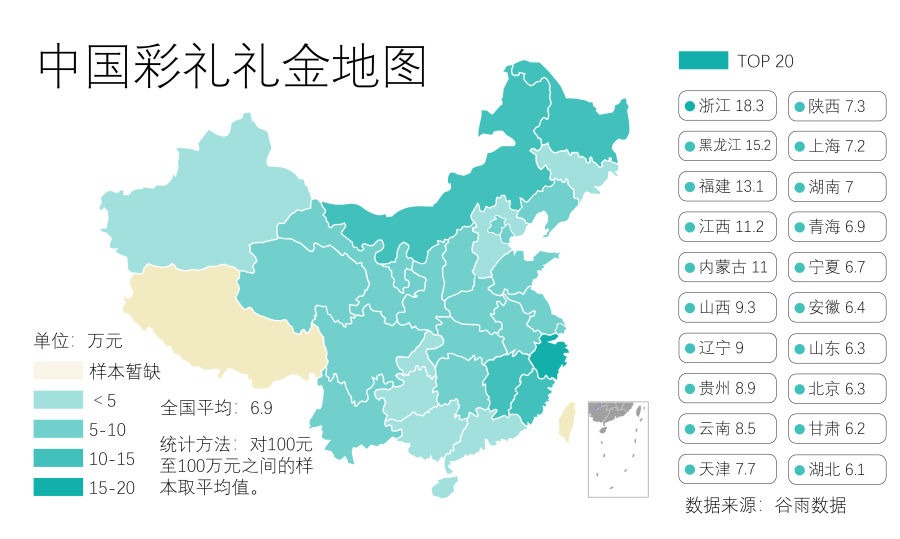 中国彩礼礼金地图
TOP 20
浙江 18.3
陕西 7.3
黑龙江 15.2
上海 7.2
福建 13.1
湖南 7
江西 11.2
青海 6.9
内蒙古 11
宁夏 6.7
山西 9.3
安徽 6.4
辽宁 9
山东 6.3
贵州 8.9
北京 6.3
云南 8.5
甘肃 6.2
天津 7.7
湖北 6.1
数据来源：谷雨数据
单位：万元
样本暂缺
＜5
5-10
10-15
15-20
全国平均：6.9
统计方法：对100元
至100万元之间的样
本取平均值。